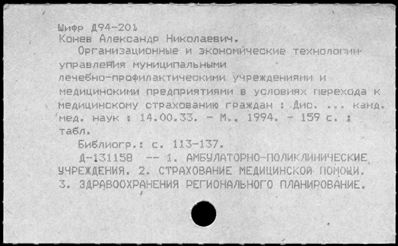 Шифр Д94-201
Конев Александр Николаевич.
Организационные и экономические технологии
управления муниципальными
лечебно-профилактическими учреждениями и
медицинскими предприятиями в условиях перехода к
медицинскому страхованию граждан : Дис. ... канд.
мед. наук : 14.00.33. - М., 1994. - 159 с. :
табл.
Библиогр.: с. 113-137.
Д-131158 -- 1. АМБУЛАТОРНО-ПОЛИКЛИНИЧЕСКИЕ
УЧРЕЖДЕНИЯ. 2. СТРАХОВАНИЕ МЕДИЦИНСКОЙ ПОМОЩИ.
3. ЗДРАВООХРАНЕНИЯ РЕГИОНАЛЬНОГО ПЛАНИРОВАНИЕ.